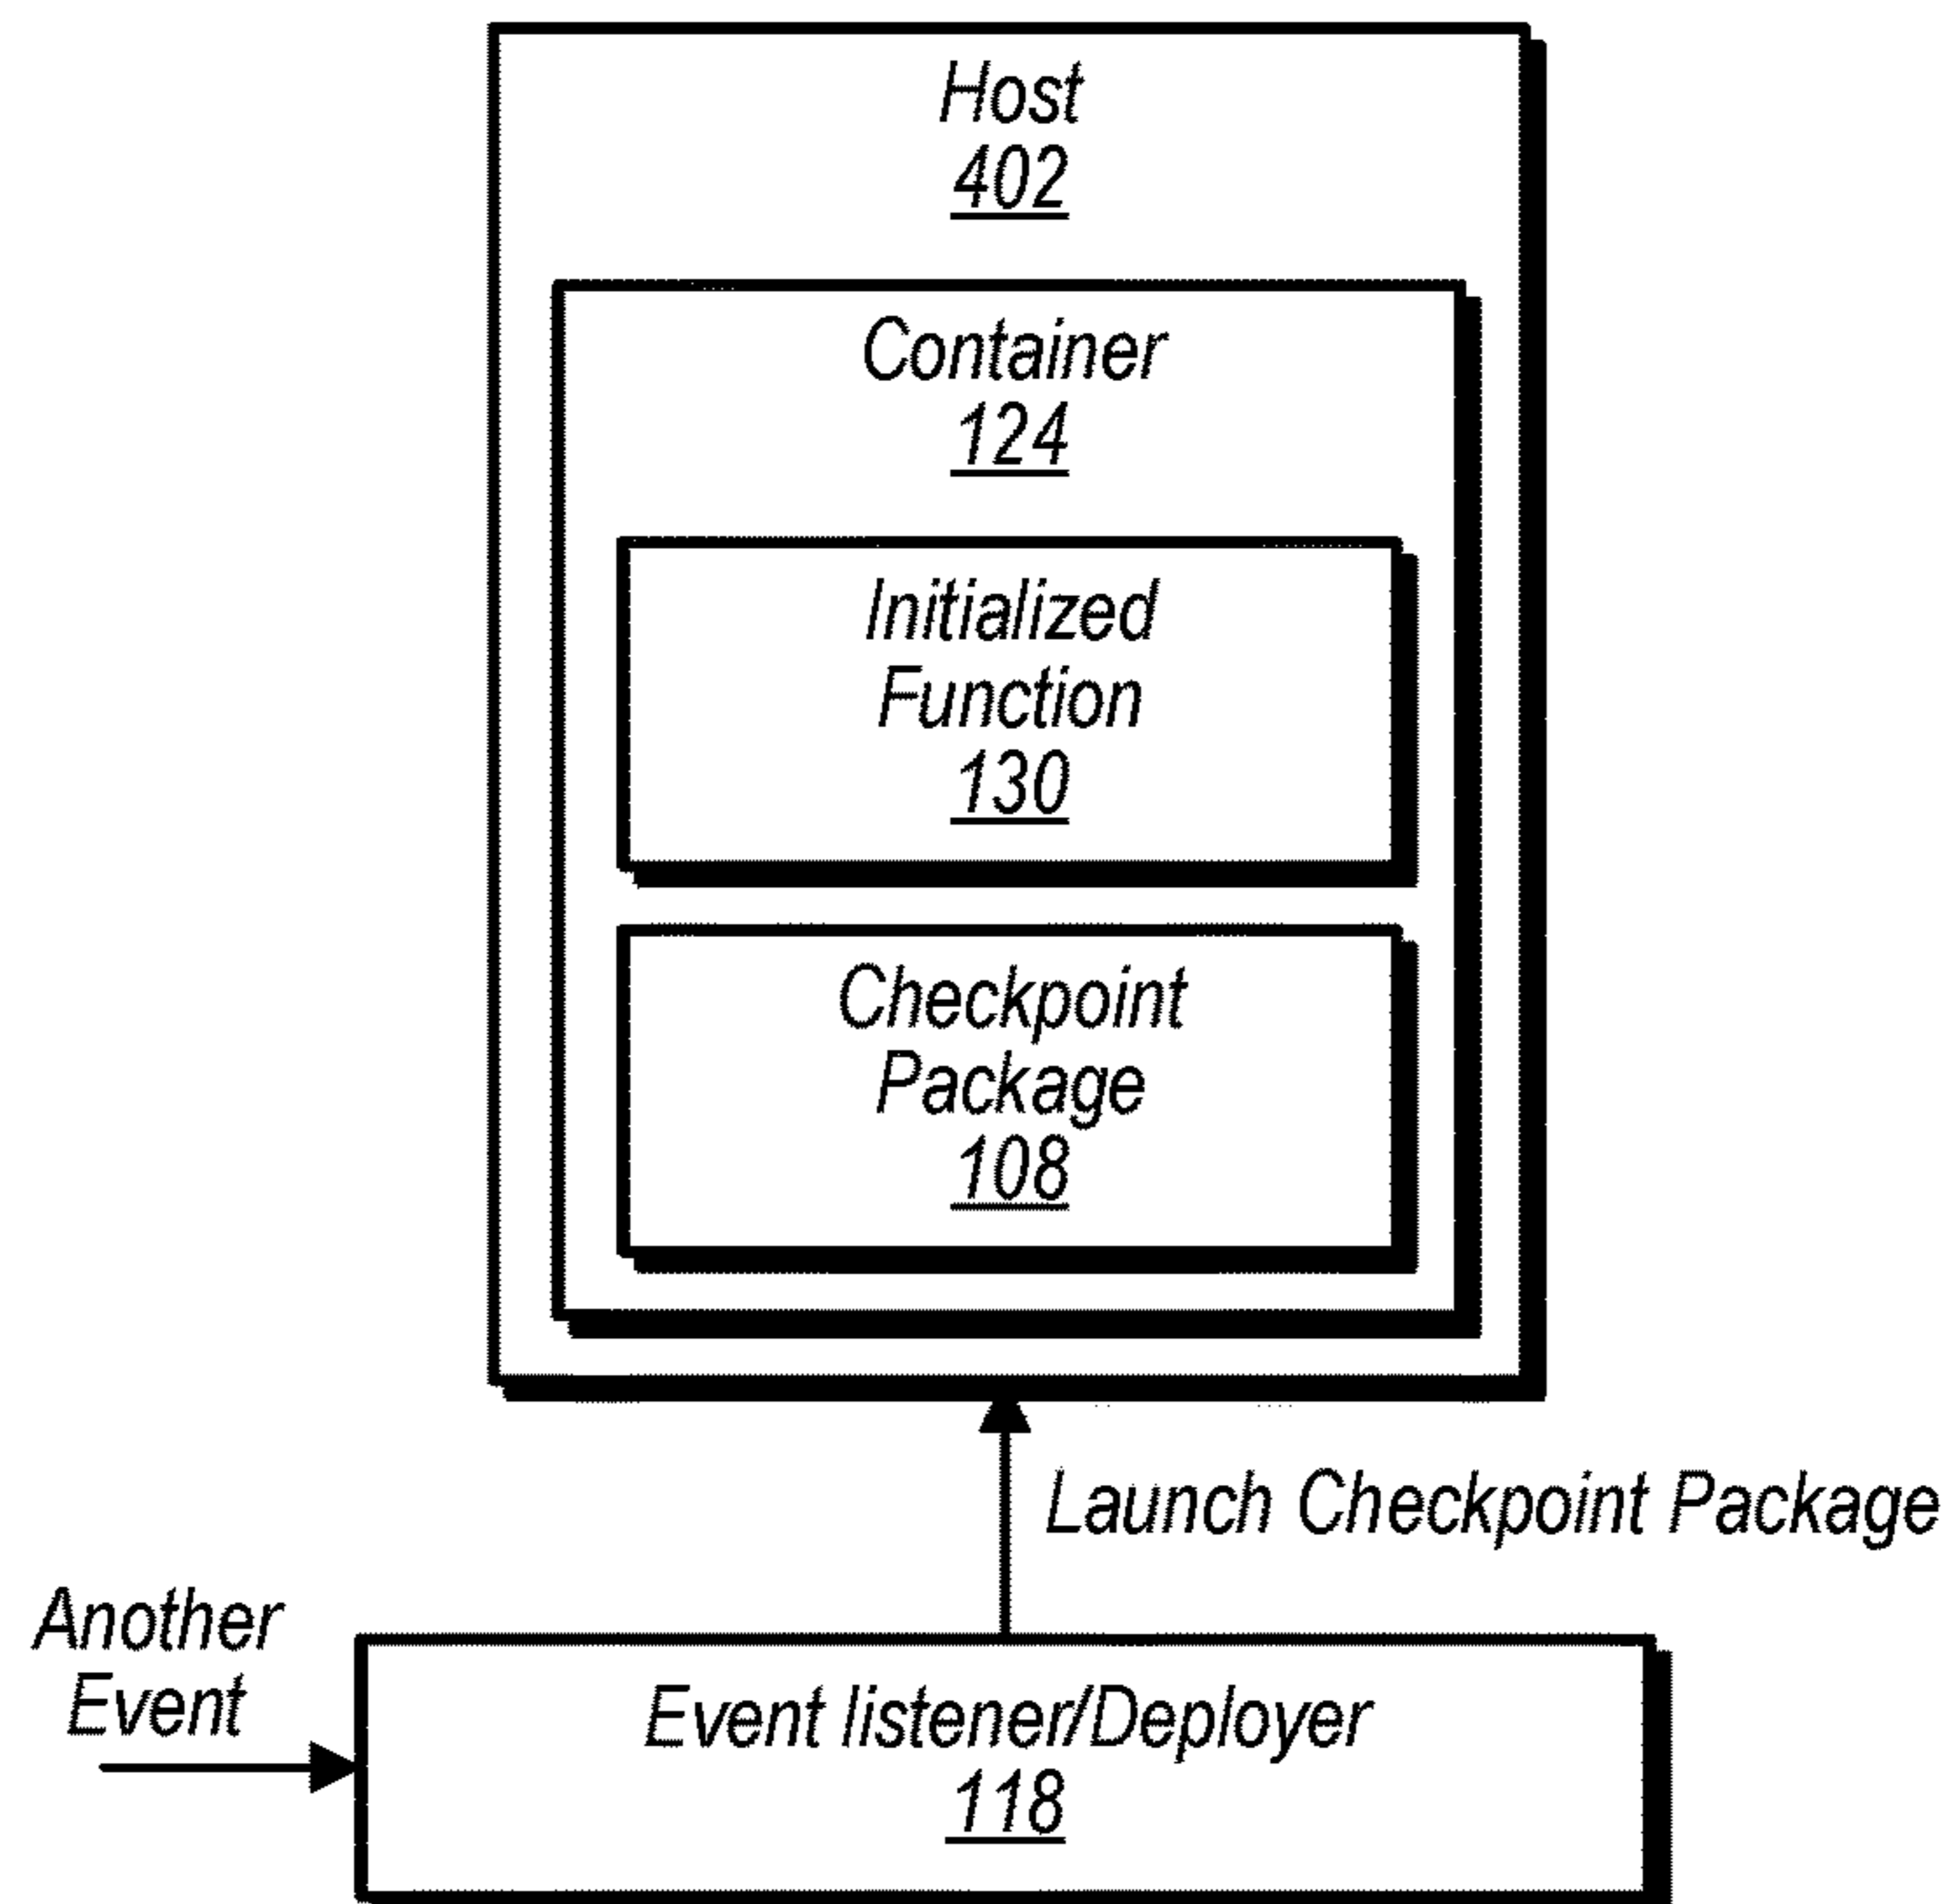 Host
402
Container
124
Initialized
Function
130
Checkpoint
Package
108
Launch Checkpoint Package
Another
Event
Event listener/Deployer
118